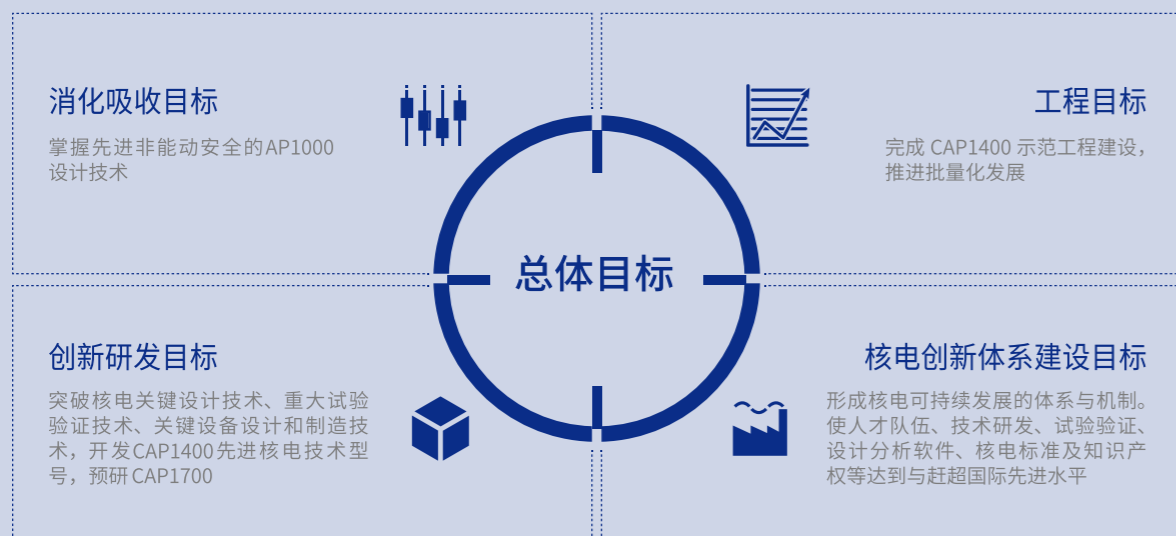 消化吸收目标
掌握先进非能动安全的AP1000
设计技术
工程目标
完成 CAP1400 示范工程建设，
推进批量化发展
总体目标
创新研发目标
突破核电关键设计技术、重大试验
验证技术、关键设备设计和制造技
术，开发CAP1400先进核电技术型
号，预研CAP1700
核电创新体系建设目标
形成核电可持续发展的体系与机制。
使人才队伍、技术研发、试验验证、
设计分析软件、核电标准及知识产
权等达到与赶超国际先进水平